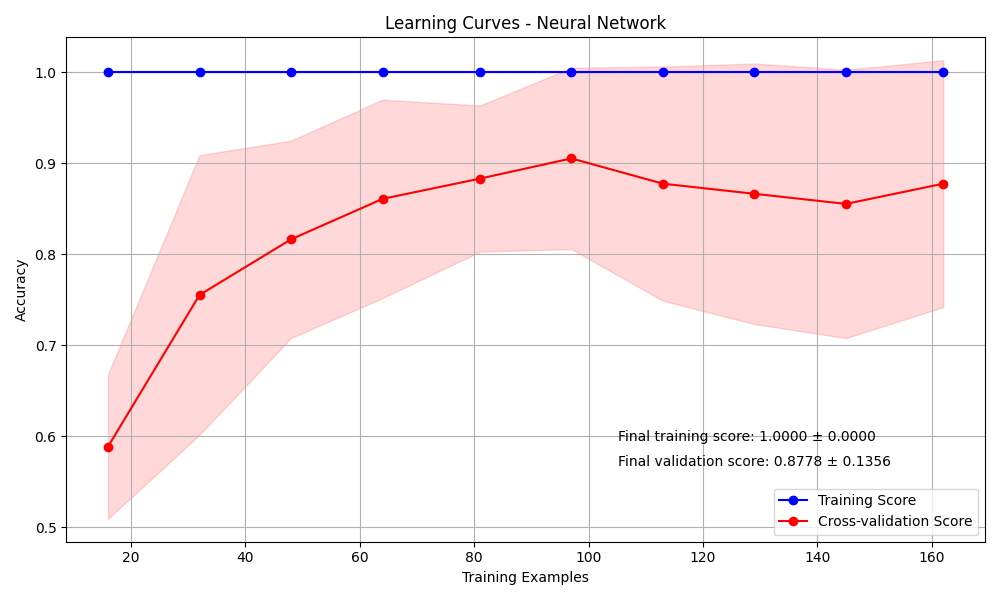 Learning Curves - Neural Network
1.0
0.9
0.8
0.7
0.6
0.5
Accuracy
Final training score: 1.0000 ± 0.0000
Final validation score: 0.8778 ± 0.1356
Training Score
Cross-validation Score
20 40 60 80 100 120 140 160
Training Examples